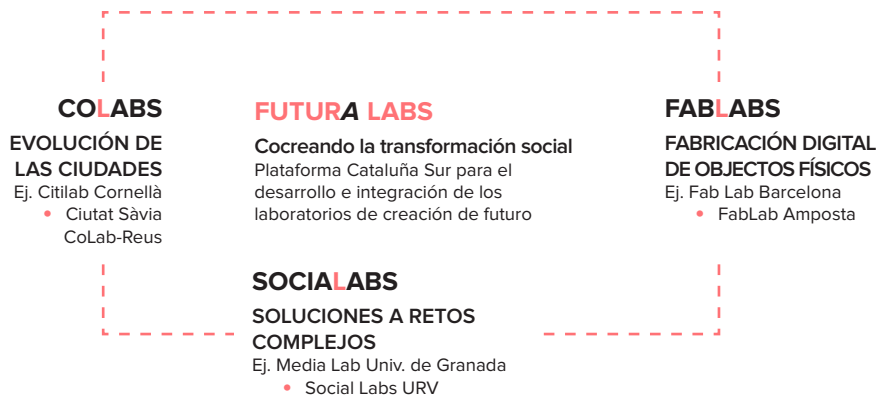 COLABS
EVOLUCIÓN DE
LAS CIUDADES
Ej. Citilab Cornellà
• Ciutat Sàvia
CoLab-Reus
FUTURA LABS
Cocreando la transformación social
Plataforma Cataluña Sur para el
desarrollo e integración de los
laboratorios de creación de futuro
FABLABS
FABRICACIÓN DIGITAL
DE OBJECTOS FÍSICOS
Ej. Fab Lab Barcelona
• FabLab Amposta
SOCIALABS
SOLUCIONES A RETOS
COMPLEJOS
Ej. Media Lab Univ. de Granada
• Social Labs URV